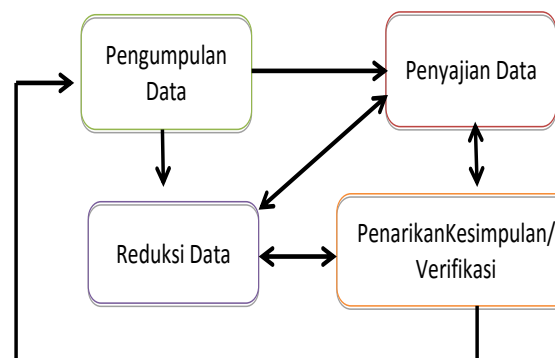 Pengumpulan
Data
Penyajian Data
Reduksi Data
PenarikanKesimpulan/
Verifikasi